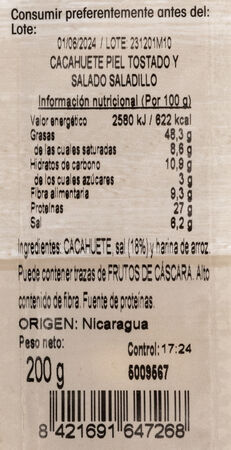 Consumir preferentemente antes del:
Lote:
01/06/2024 / LOTE: 231201M10
CACAHUETE PIEL TOSTADO Y
SALADO SALADILLO
Información nutricional (Por 100 g)
Valor energético 2580 kJ / 622 kcal
Grasas 48,3 g
de las cuales saturadas 8,6 g
Hidratos de carbono 10,9 g
de los cuales azúcares 3 g
Fibra alimentaria 9,3 g
Proteínas 27 g
Sal 6,2 g
Ingredientes: CACAHUETE, sal (16%) y harina de arroz.
Puede contener trazas de FRUTOS DE CÁSCARA. Alto
contenido de fibra. Fuente de proteínas.
ORIGEN: Nicaragua
Peso neto: Control: 17:24
200 g 6009667
8 421691 647268